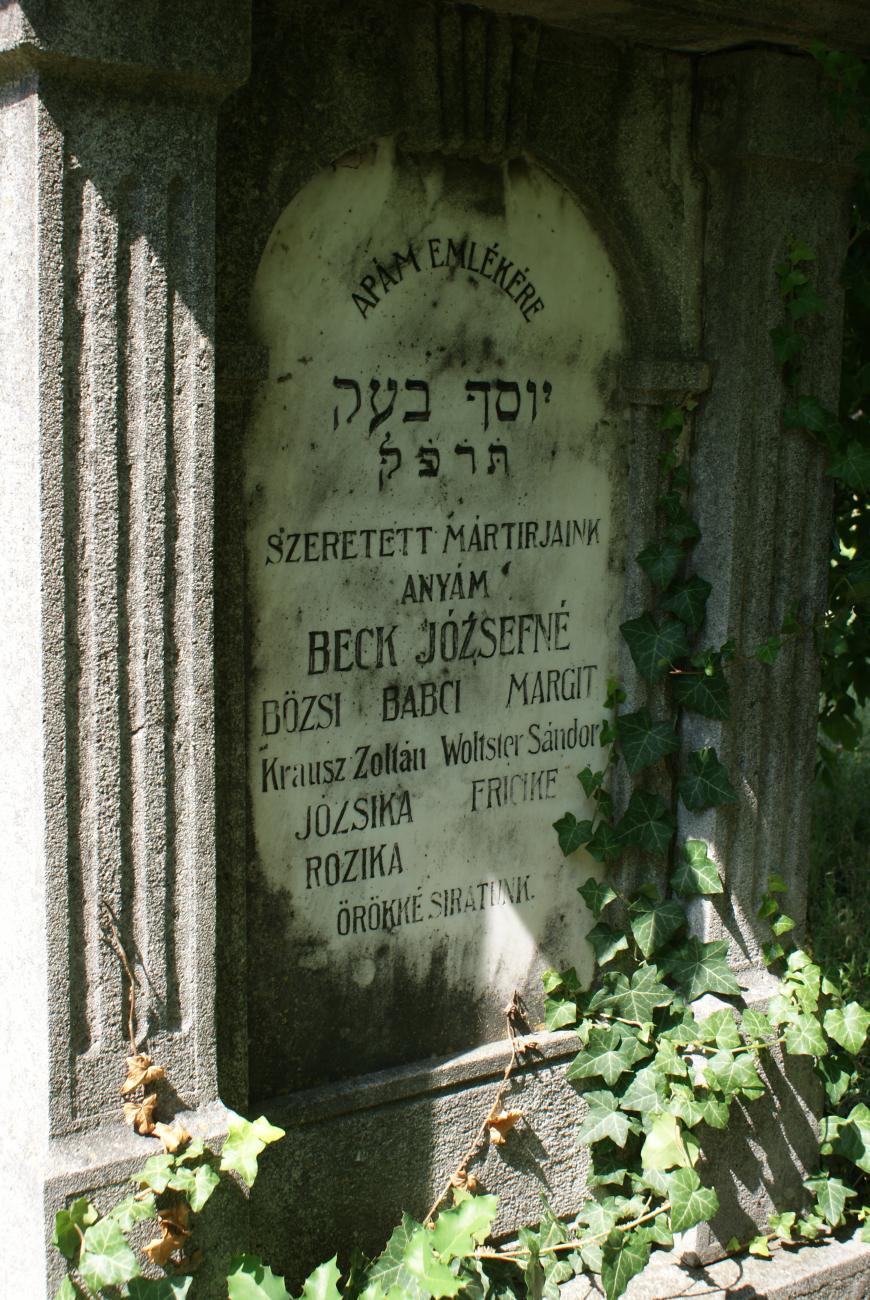 APÁM EMLÉKÉRE
יוסף בעק
תרפק
SZERETETT MÁRTIRJAINK
ANYÁM
BECK JÓZSEFNÉ
BÖZSI BABCI MARGIT
Krausz Zoltán Woltster Sándor
JÓZSIKA FRICIKE
ROZIKA
ÖRÖKKÉ SIRATUNK.